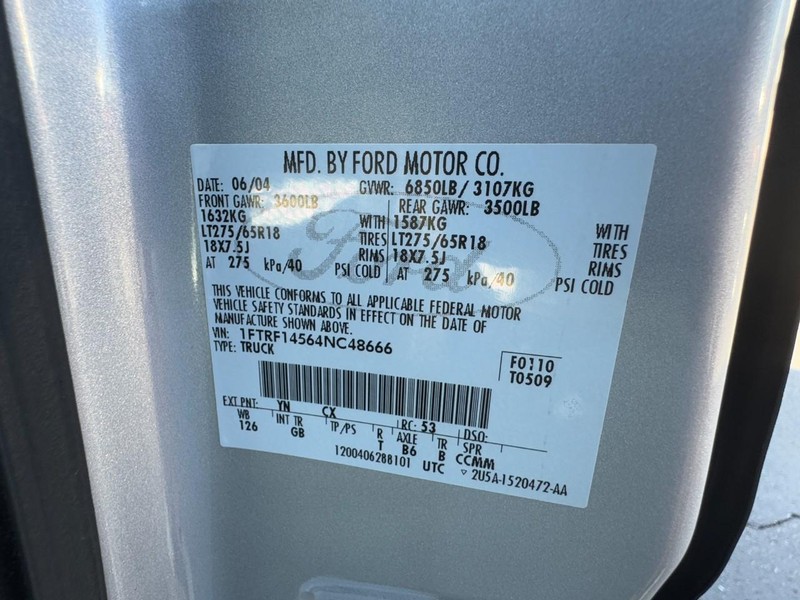 MFD. BY FORD MOTOR CO.
DATE: 06/04 GVWR: 6850LB/ 3107KG
FRONT GAWR: 3600LB REAR GAWR: 3500LB
1632KG WITH 1587KG WITH
LT275/65R18 TIRES LT275/65R18 TIRES
18X7.5J RIMS 18X7.5J RIMS
AT 275 kPa/40 PSI COLD AT 275 kPa/40 PSI COLD
Ford
THIS VEHICLE CONFORMS TO ALL APPLICABLE FEDERAL MOTOR
VEHICLE SAFETY STANDARDS IN EFFECT ON THE DATE OF
MANUFACTURE SHOWN ABOVE.
VIN: 1FTRF14564NC48666
TYPE: TRUCK
F0110
T0509
EXT PNT: YN CX RC: 53 DSO:
WB INT TR TP/PS R AXLE TR SPR
126 GB T B6 B CCMM
1200406288101 UTC ▽ 2U5A-1520472-AA